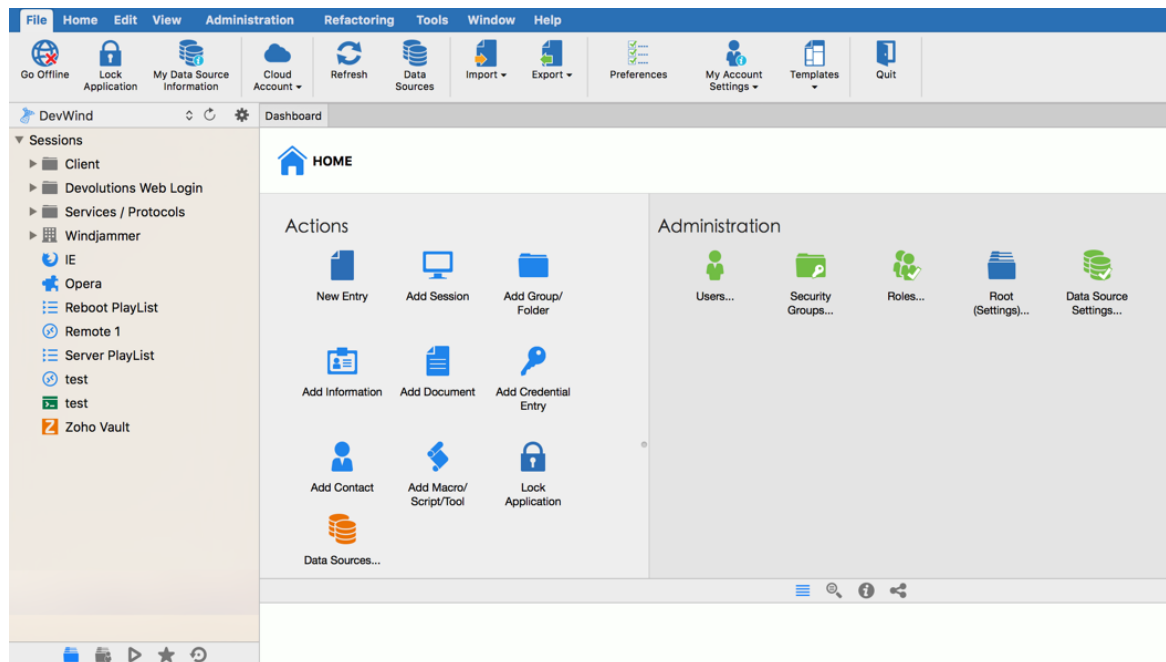 File Home Edit View Administration Refactoring Tools Window Help
Go Offline
Lock
Application
My Data Source
Information
Cloud
Account
Refresh
Data
Sources
Import
Export
Preferences
My Account
Settings
Templates
Quit
DevWind
Dashboard
Sessions
Client
Devolutions Web Login
Services / Protocols
Windjammer
IE
Opera
Reboot PlayList
Remote 1
Server PlayList
test
test
Zoho Vault
HOME
Actions
New Entry
Add Session
Add Group/
Folder
Add Information
Add Document
Add Credential
Entry
Add Contact
Add Macro/
Script/Tool
Lock
Application
Data Sources...
Administration
Users...
Security
Groups...
Roles...
Root
(Settings)...
Data Source
Settings...